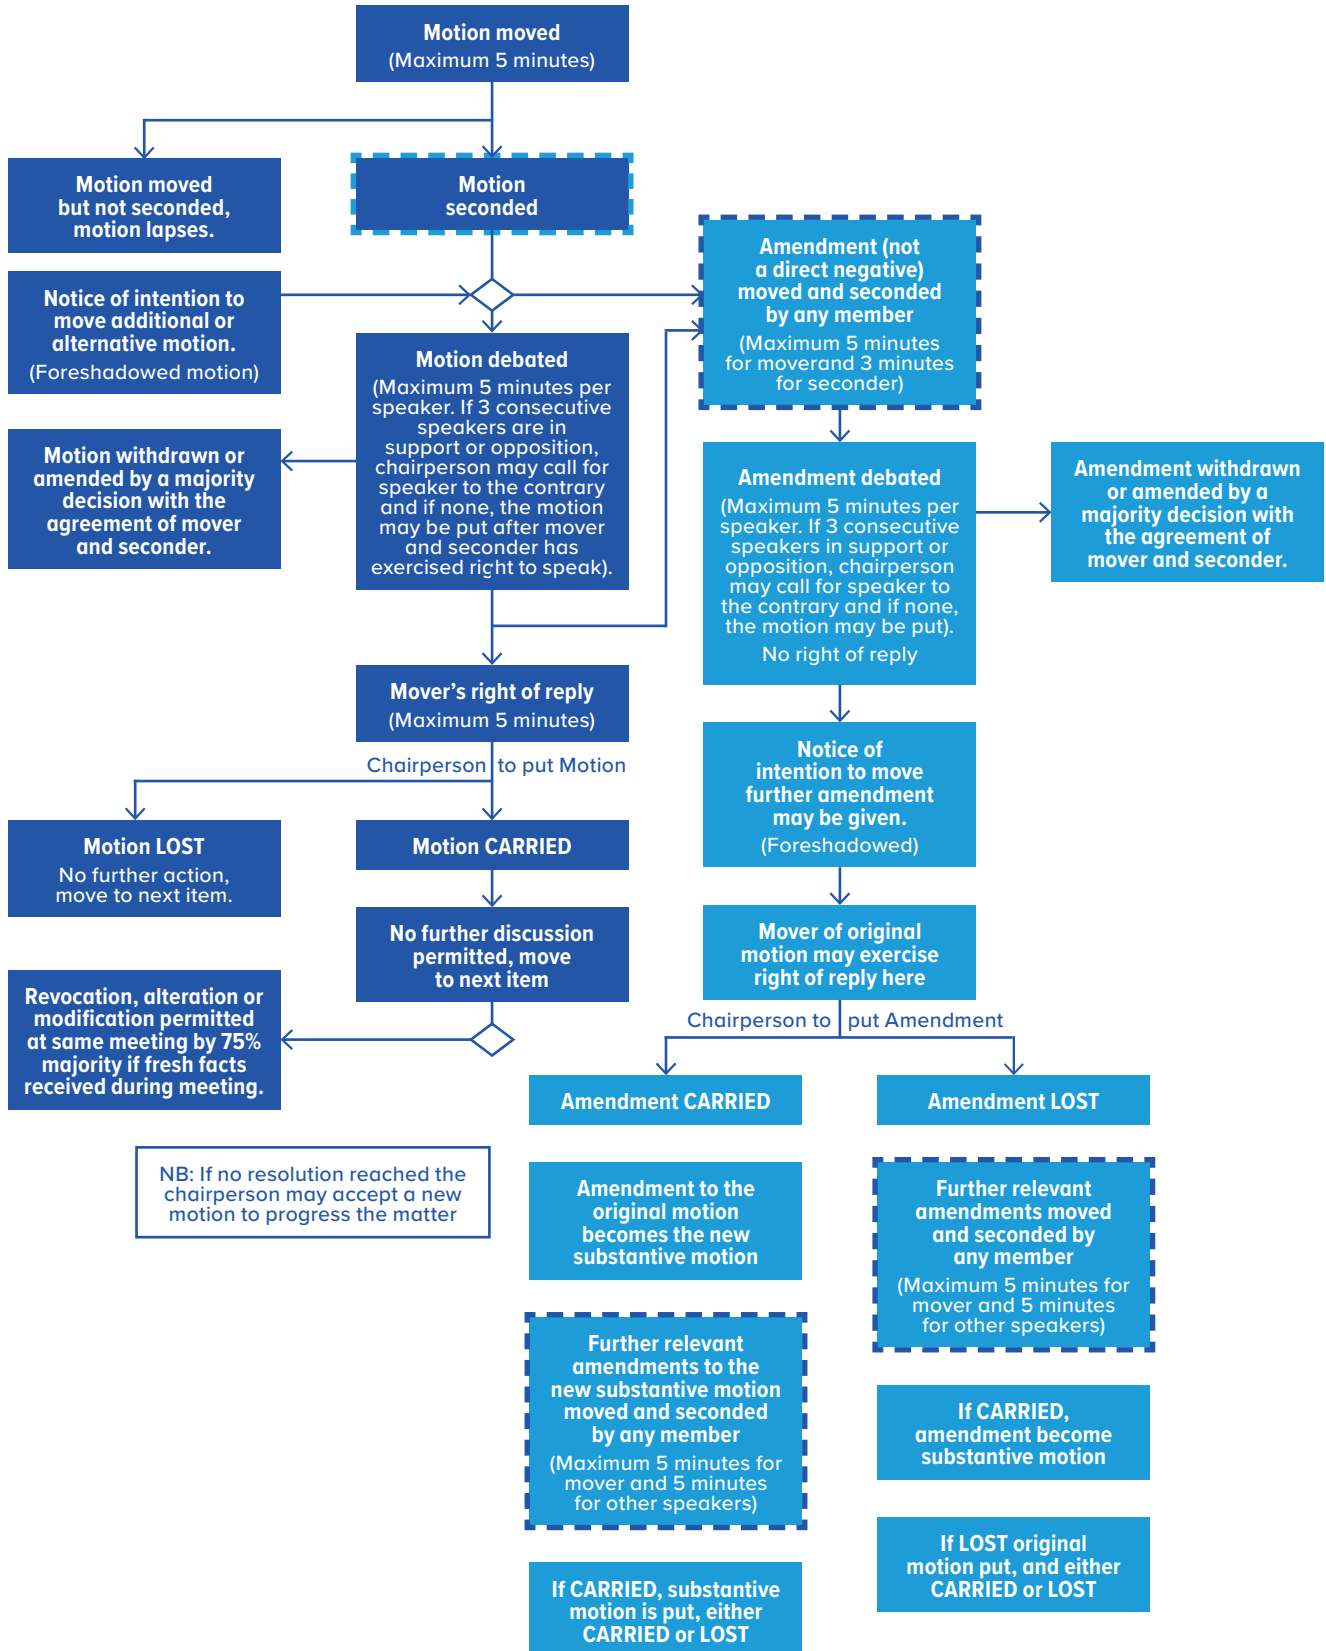 Motion moved
(Maximum 5 minutes)
Motion moved
but not seconded,
motion lapses.
Motion
seconded
Notice of intention to
move additional or
alternative motion.
(Foreshadowed motion)
Amendment (not
a direct negative)
moved and seconded
by any member
(Maximum 5 minutes
for moverand 3 minutes
for seconder)
Motion debated
(Maximum 5 minutes per
speaker. If 3 consecutive
speakers are in
support or opposition,
chairperson may call for
speaker to the contrary
and if none, the motion
may be put after mover
and seconder has
exercised right to speak).
Motion withdrawn or
amended by a majority
decision with the
agreement of mover
and seconder.
Amendment debated
(Maximum 5 minutes per
speaker. If 3 consecutive
speakers in support or
opposition, chairperson
may call for speaker to
the contrary and if none,
the motion may be put).
No right of reply
Amendment withdrawn
or amended by a
majority decision with
the agreement of
mover and seconder.
Mover’s right of reply
(Maximum 5 minutes)
Chairperson to put Motion
Notice of
intention to move
further amendment
may be given.
(Foreshadowed)
Motion LOST
No further action,
move to next item.
Motion CARRIED
No further discussion
permitted, move
to next item
Mover of original
motion may exercise
right of reply here
Revocation, alteration or
modification permitted
at same meeting by 75%
majority if fresh facts
received during meeting.
Chairperson to put Amendment
Amendment CARRIED
Amendment LOST
NB: If no resolution reached the
chairperson may accept a new
motion to progress the matter
Amendment to the
original motion
becomes the new
substantive motion
Further relevant
amendments moved
and seconded by
any member
(Maximum 5 minutes for
mover and 5 minutes
for other speakers)
Further relevant
amendments to the
new substantive motion
moved and seconded
by any member
(Maximum 5 minutes for
mover and 5 minutes
for other speakers)
If CARRIED,
amendment become
substantive motion
If LOST original
motion put, and either
CARRIED or LOST
If CARRIED, substantive
motion is put, either
CARRIED or LOST